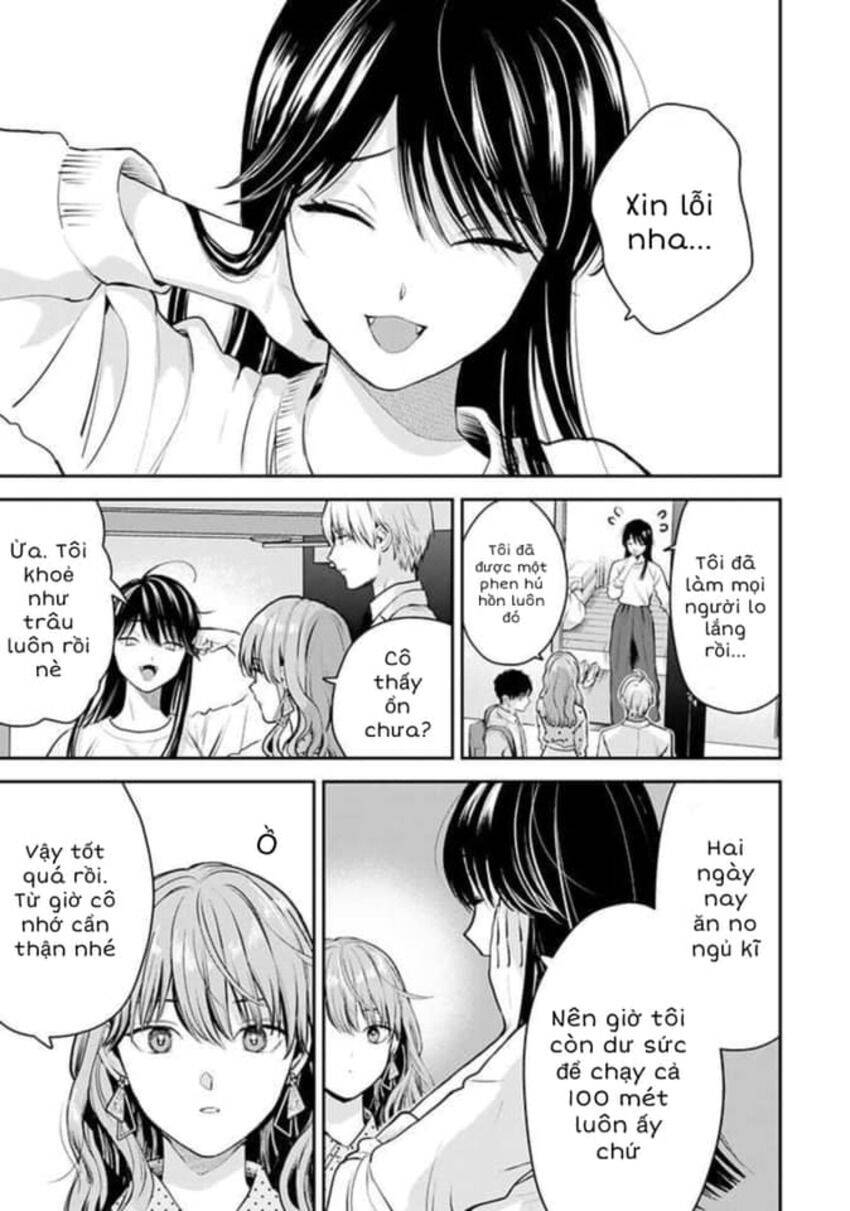 Xin lỗi
nha...
Tôi đã
làm mọi
người lo
lắng
rồi...
Tôi đã
được một
phen hú
hồn luôn
đó
Cô
thấy
ổn
chưa?
Ừa. Tôi
khoẻ
như
trâu
luôn rồi
nè
Hai
ngày
nay
ăn no
ngủ kĩ
Nên giờ tôi
còn dư sức
để chạy cả
100 mét
luôn ấy
chứ
Ồ
Vậy tốt
quá rồi.
Từ giờ cô
nhớ cẩn
thận nhé